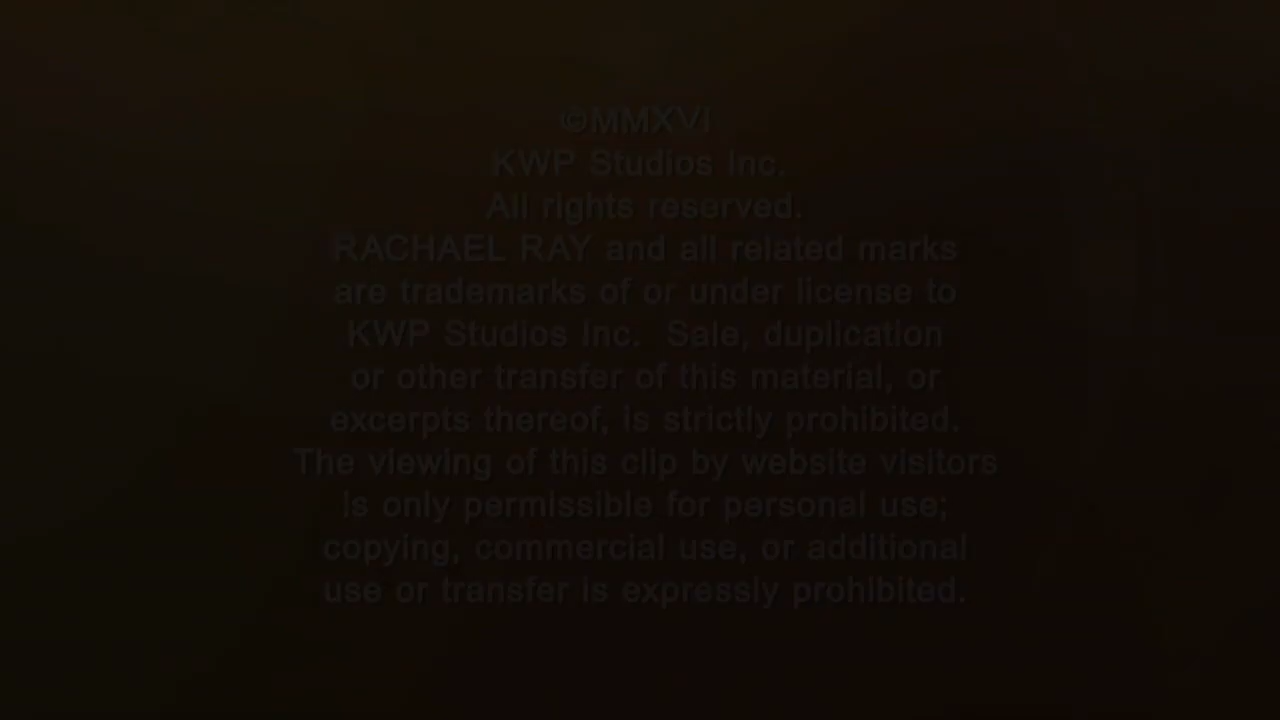 ©MMXVI
KWP Studios Inc.
All rights reserved.
RACHAEL RAY and all related marks
are trademarks of or under license to
KWP Studios Inc. Sale, duplication
or other transfer of this material, or
excerpts thereof, is strictly prohibited.
The viewing of this clip by website visitors
is only permissible for personal use;
copying, commercial use, or additional
use or transfer is expressly prohibited.